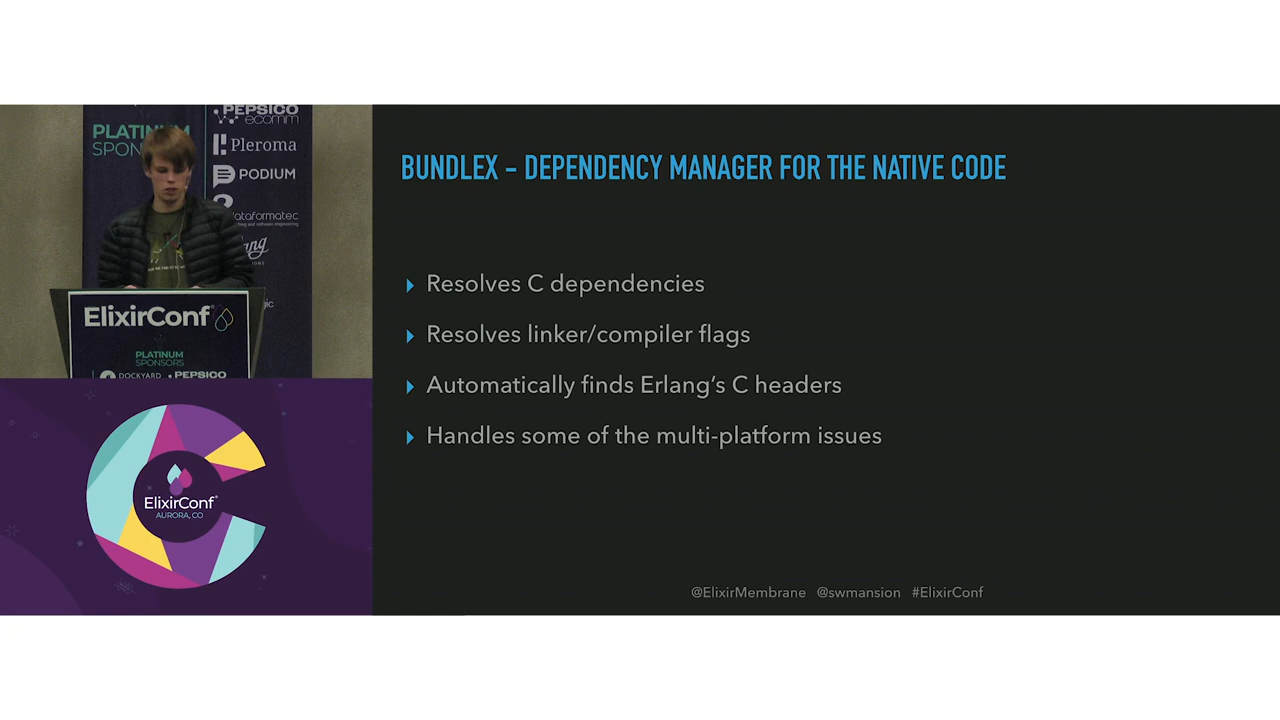 PEPSICO
ecomm
PLATINUM
SPON
Pleroma
PODIUM
ElixirConf
PLATINUM
SPONSORS
DOCKYARD
PEPSICO
ElixirConf
AURORA, CO
BUNDLEX – DEPENDENCY MANAGER FOR THE NATIVE CODE
Resolves C dependencies
Resolves linker/compiler flags
Automatically finds Erlang's C headers
Handles some of the multi-platform issues
@ElixirMembrane @swmansion #ElixirConf